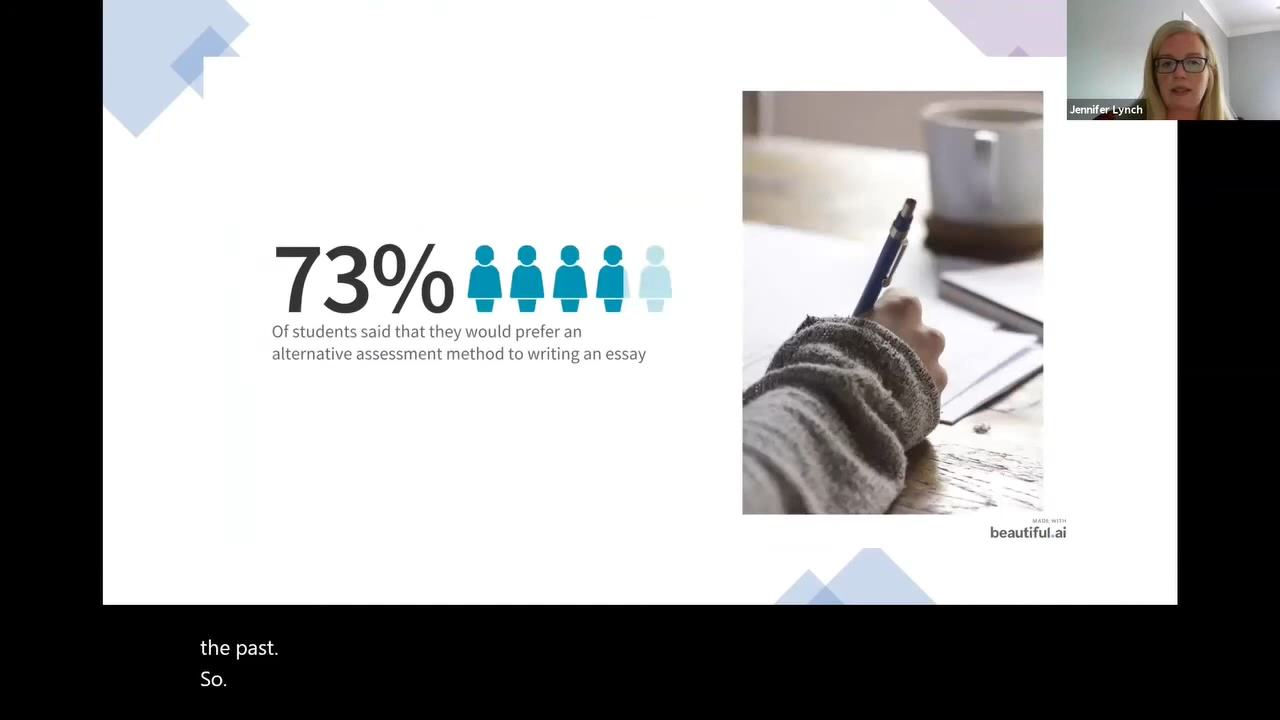 Jennifer Lynch
73%
Of students said that they would prefer an
alternative assessment method to writing an essay
MADE WITH
beautiful.ai
the past.
So.